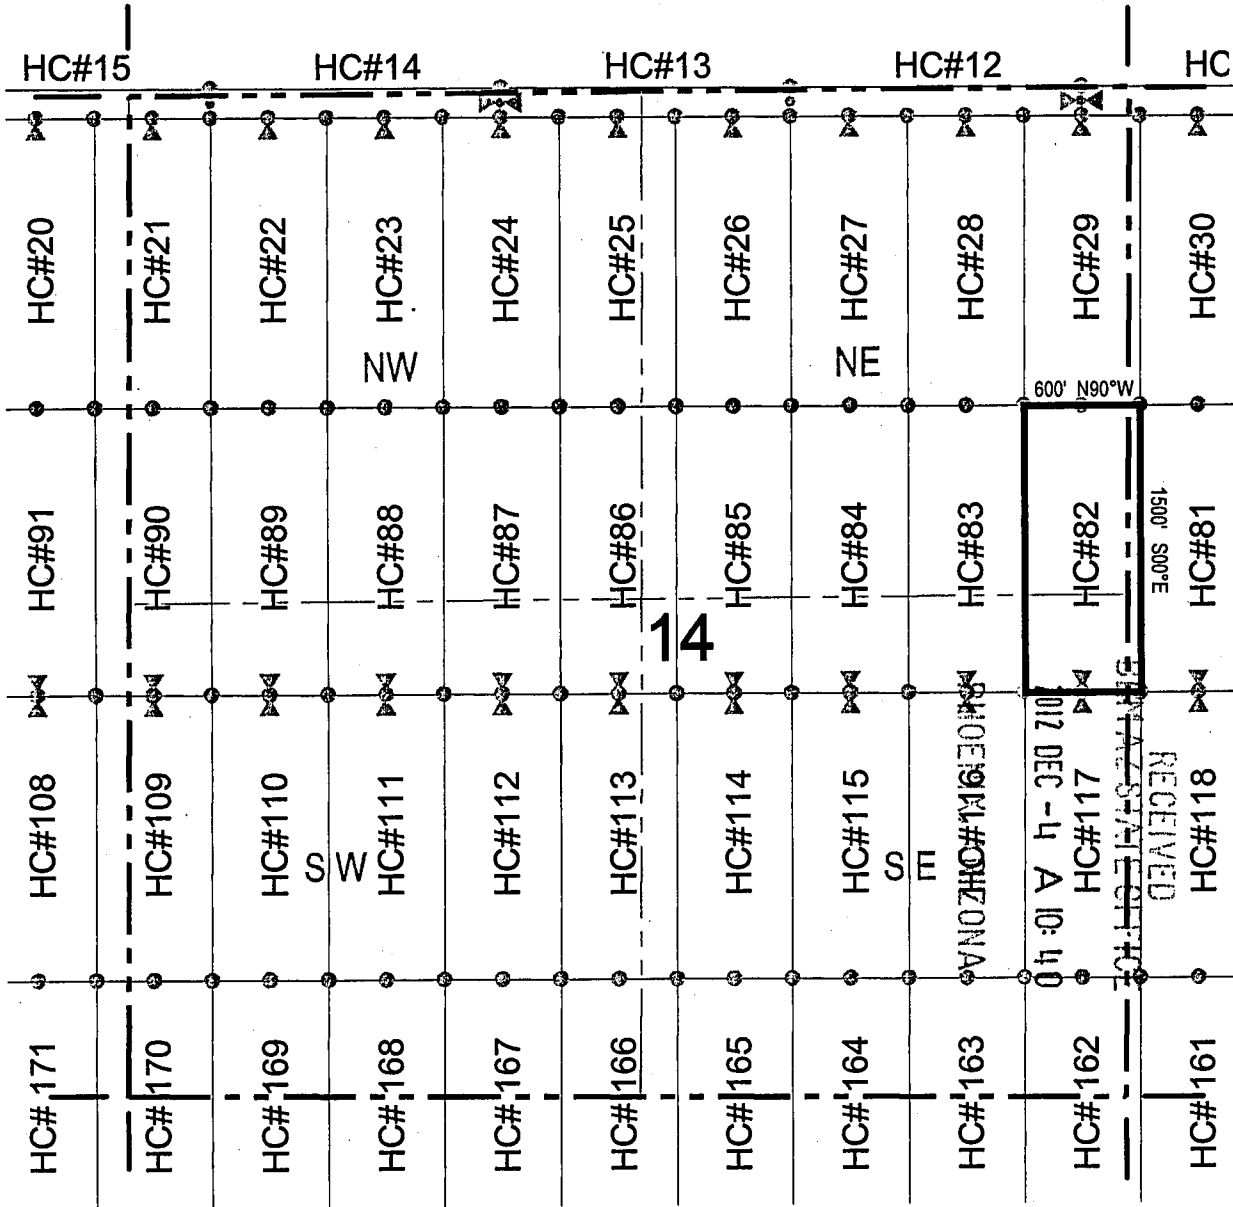 HC#15 HC#14 HC#13 HC#12 HC
HC#20 HC#21 HC#22 HC#23 HC#24 HC#25 HC#26 HC#27 HC#28 HC#29 HC#30
NW NE
600' N90°W
HC#91 HC#90 HC#89 HC#88 HC#87 HC#86 HC#85 HC#84 HC#83 HC#82 HC#81
1500' S00°E
14
HC#108 HC#109 HC#110 HC#111 HC#112 HC#113 HC#114 HC#115 HC#116 HC#117 HC#118
SW SE
RECEIVED
2012 DEC -4 A 10: 40
PHOENIX ARIZONA
HC# 171 HC# 170 HC# 169 HC# 168 HC# 167 HC# 166 HC# 165 HC# 164 HC# 163 HC# 162 HC# 161